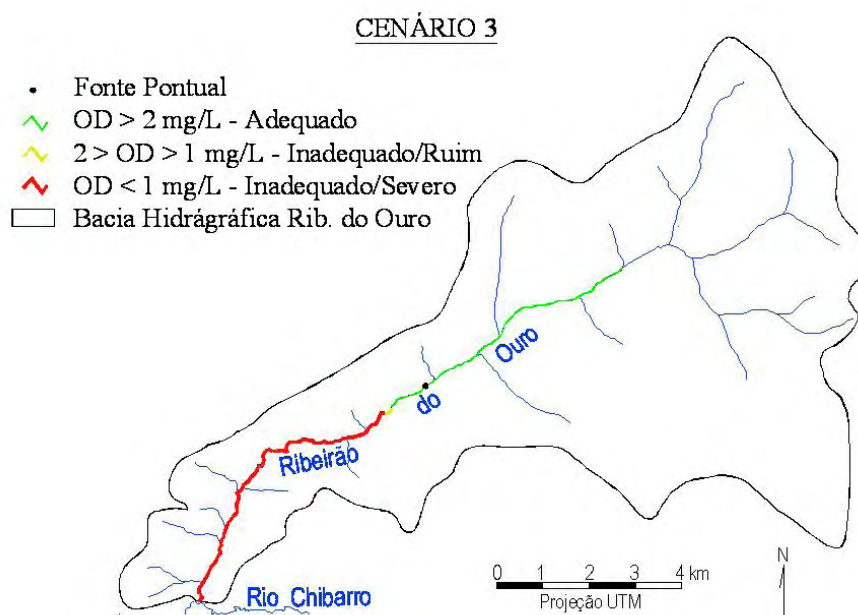 CENÁRIO 3
Fonte Pontual
OD > 2 mg/L - Adequado
2 > OD > 1 mg/L - Inadequado/Ruim
OD < 1 mg/L - Inadequado/Severo
Bacia Hidrágráfica Rib. do Ouro
Ouro
do
Ribeirão
Rio Chibarro
0 1 2 3 4 km
Projeção UTM
N